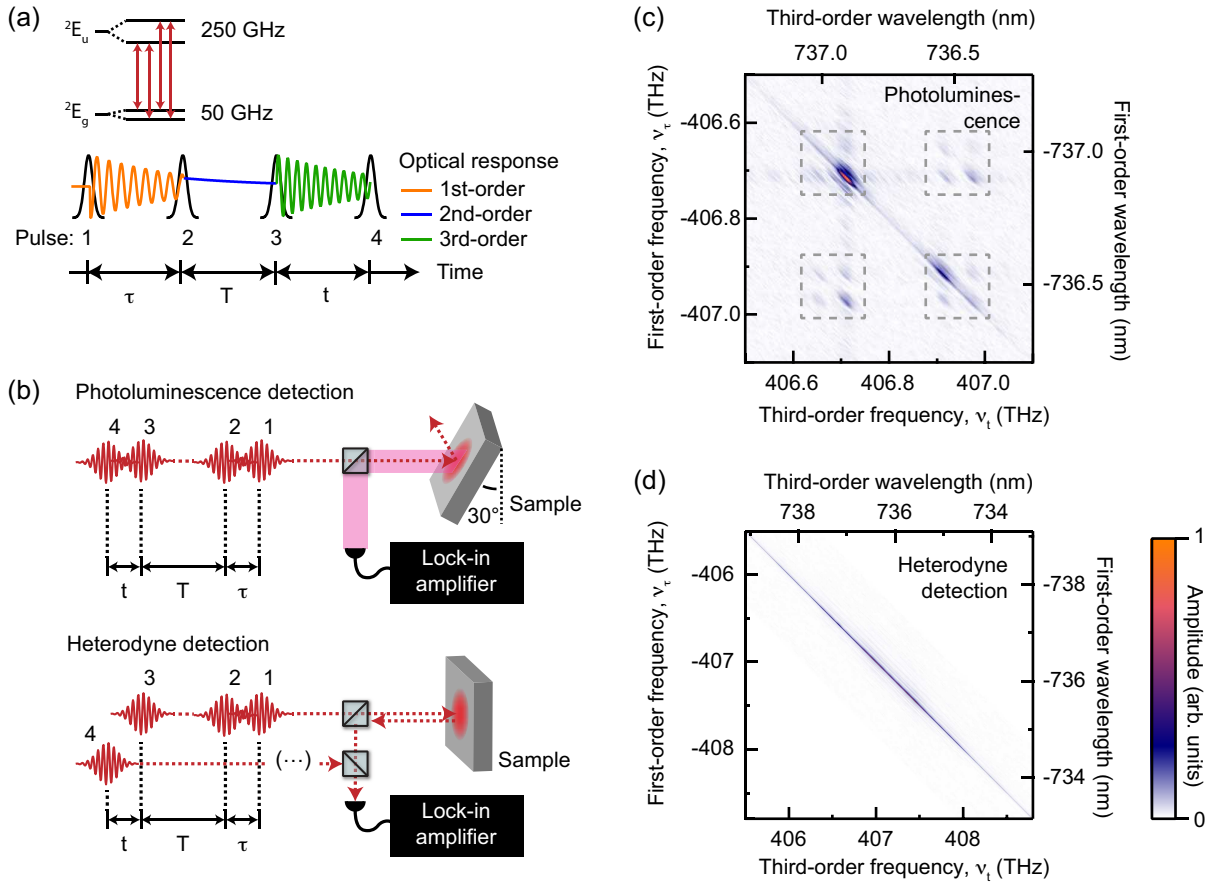 (a)
²Eᵤ
250 GHz
²E_g
50 GHz
Optical response
1st-order
2nd-order
3rd-order
Pulse: 1 2 3 4
Time
τ T t
(b)
Photoluminescence detection
4 3 2 1
30°
Sample
t T τ
Lock-in
amplifier
Heterodyne detection
3 2 1
4
(···)
Sample
t T τ
Lock-in
amplifier
(c)
Third-order wavelength (nm)
737.0 736.5
Photolumines-
cence
First-order frequency, ν_τ (THz)
-406.6
-406.8
-407.0
-737.0
-736.5
First-order wavelength (nm)
406.6 406.8 407.0
Third-order frequency, ν_t (THz)
(d)
Third-order wavelength (nm)
738 736 734
Heterodyne
detection
First-order frequency, ν_τ (THz)
-406
-407
-408
-738
-736
-734
First-order wavelength (nm)
406 407 408
Third-order frequency, ν_t (THz)
1
0
Amplitude (arb. units)